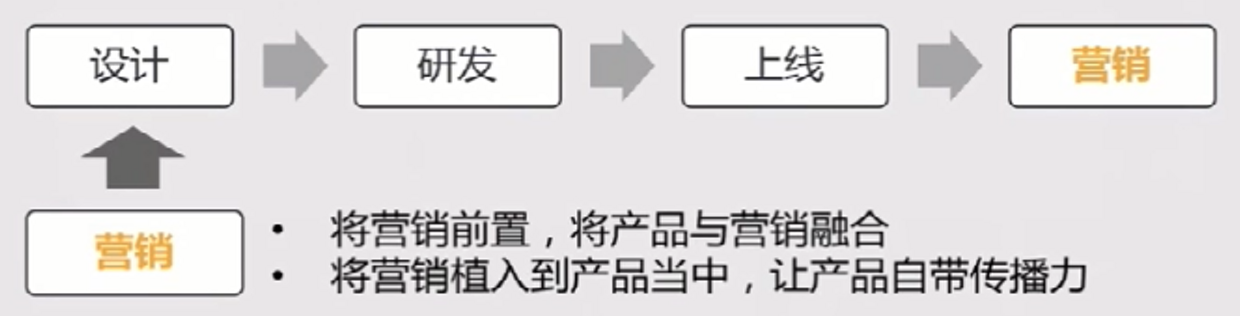 设计
研发
上线
营销
营销
• 将营销前置，将产品与营销融合
• 将营销植入到产品当中，让产品自带传播力